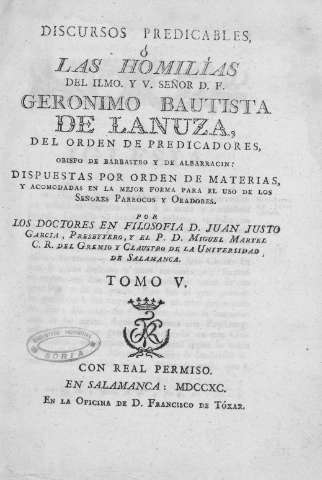 DISCURSOS PREDICABLES,
ó
LAS HOMILÍAS
DEL ILMO. Y V. SEÑOR D. F.
GERONIMO BAUTISTA
DE LANUZA,
DEL ORDEN DE PREDICADORES,
OBISPO DE BARBASTRO Y DE ALBARRACIN:
DISPUESTAS POR ORDEN DE MATERIAS,
Y ACOMODADAS EN LA MEJOR FORMA PARA EL USO DE LOS
SEÑORES PARROCOS Y ORADORES.
POR
LOS DOCTORES EN FILOSOFIA D. JUAN JUSTO
GARCIA, PRESBYTERO, Y EL P. D. MIGUEL MARTEL
C. R. DEL GREMIO Y CLAUSTRO DE LA UNIVERSIDAD
DE SALAMANCA.
TOMO V.
SORIA
CON REAL PERMISO.
EN SALAMANCA: MDCCXC.
EN LA OFICINA DE D. FRANCISCO DE TÓXAR.